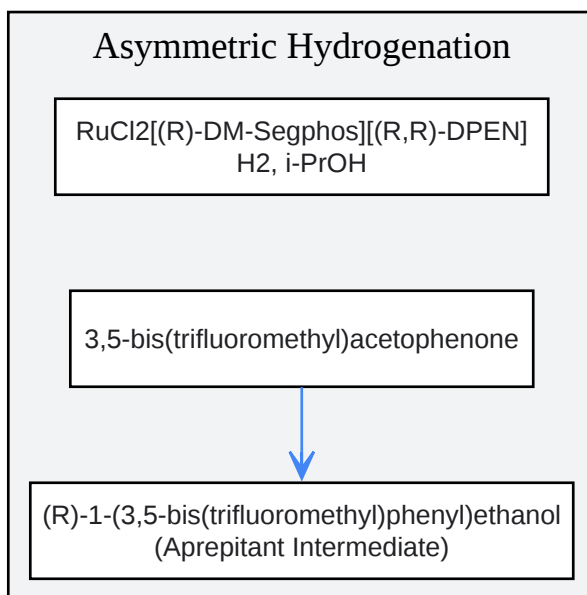 Asymmetric Hydrogenation
RuCl2[(R)-DM-Segphos][(R,R)-DPEN]
H2, i-PrOH
3,5-bis(trifluoromethyl)acetophenone
(R)-1-(3,5-bis(trifluoromethyl)phenyl)ethanol
(Aprepitant Intermediate)